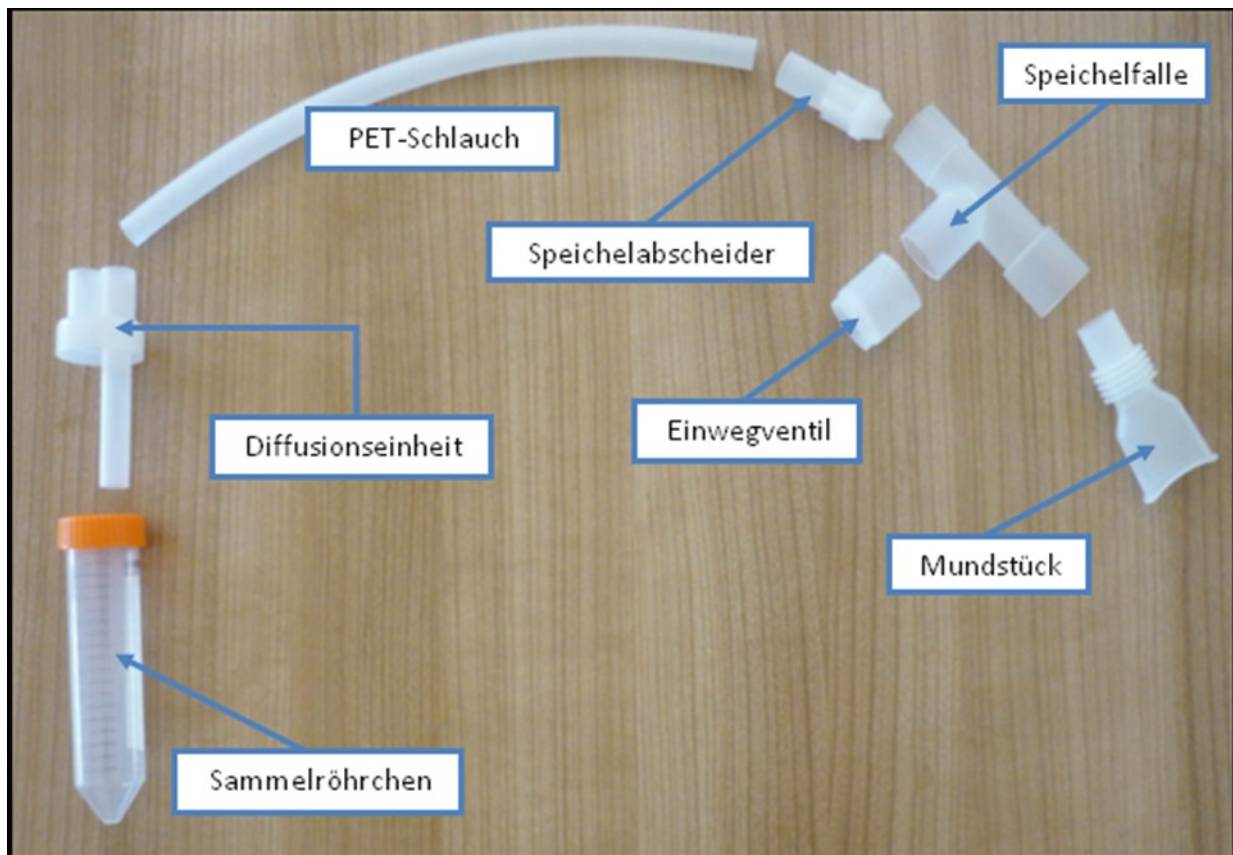 Speichelfalle
PET-Schlauch
Speichelabscheider
Einwegventil
Diffusionseinheit
Mundstück
Sammelröhrchen